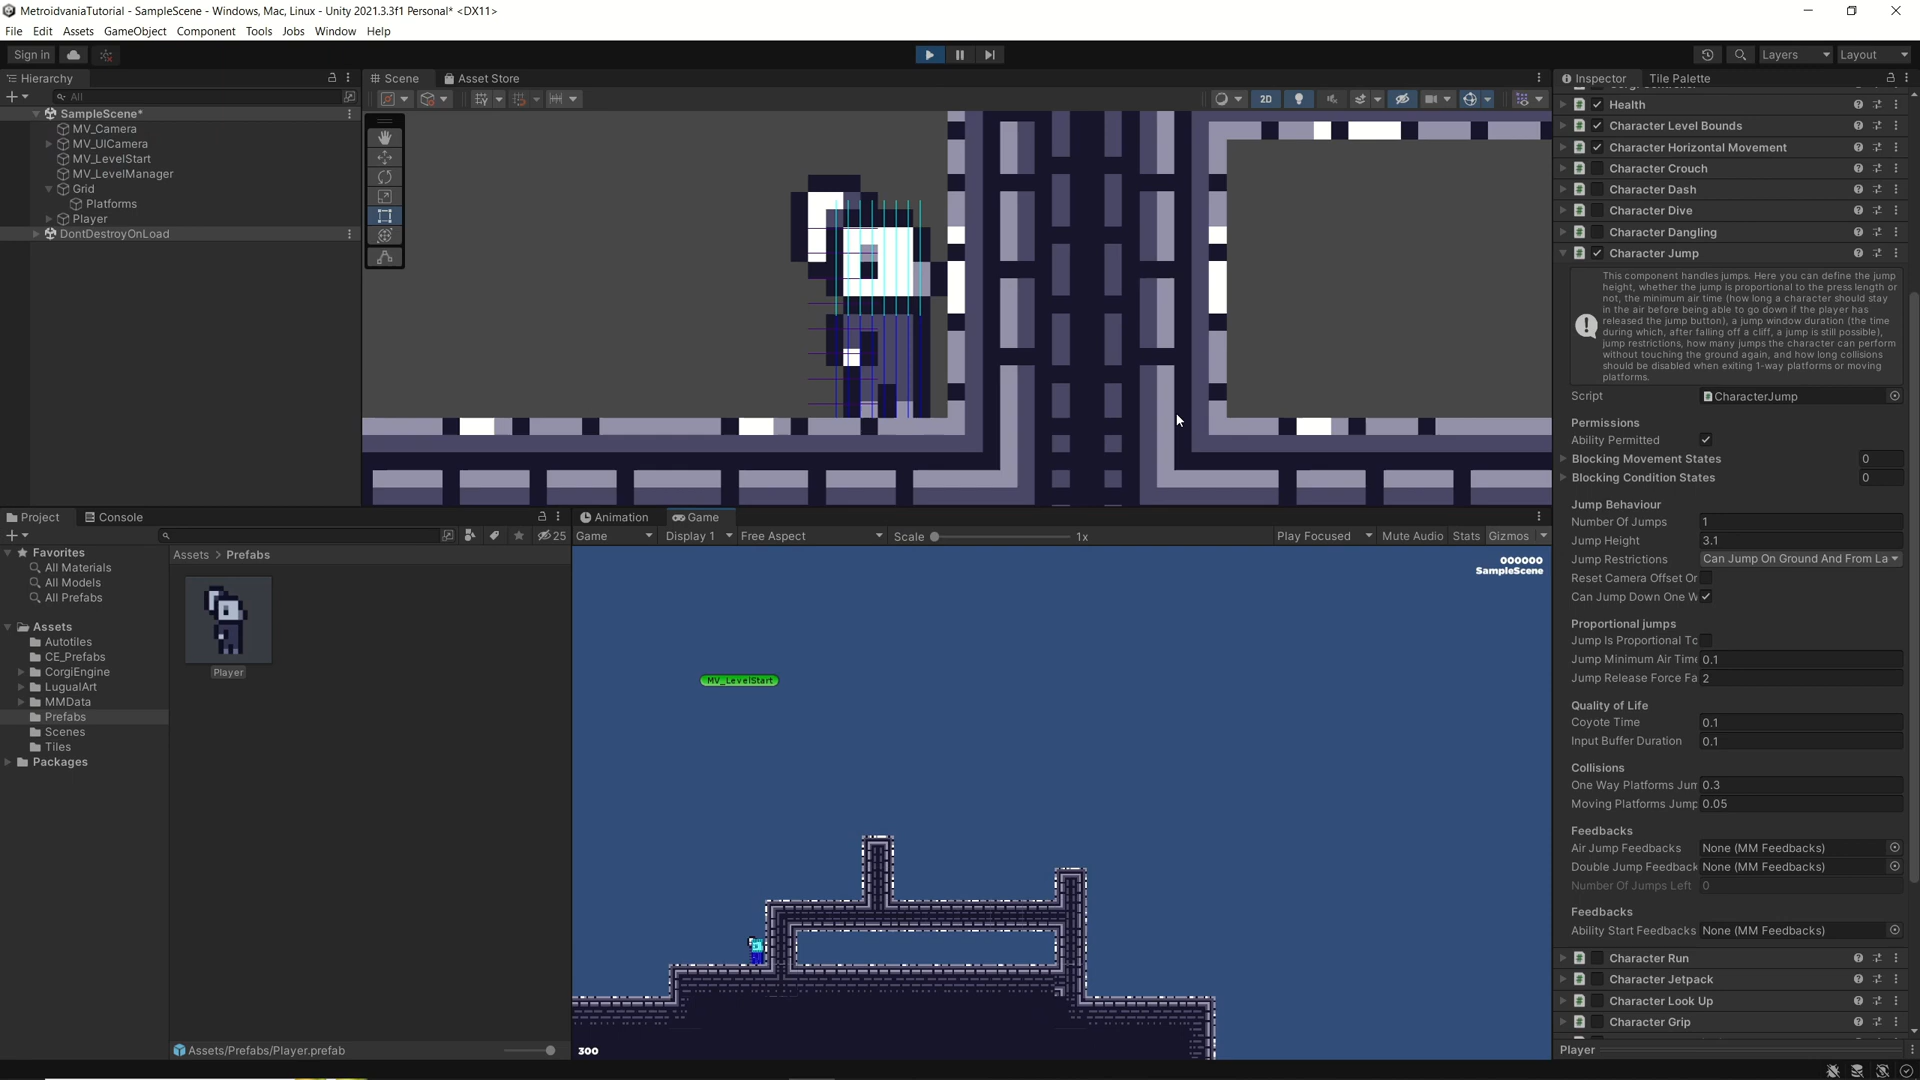 MetroidvaniaTutorial - SampleScene - Windows, Mac, Linux - Unity 2021.3.3f1 Personal* <DX11>
File Edit Assets GameObject Component Tools Jobs Window Help
Sign in
Layers
Layout
Hierarchy
All
SampleScene*
MV_Camera
MV_UICamera
MV_LevelStart
MV_LevelManager
Grid
Platforms
Player
DontDestroyOnLoad
Scene
Asset Store
2D
Inspector
Tile Palette
Health
Character Level Bounds
Character Horizontal Movement
Character Crouch
Character Dash
Character Dive
Character Dangling
Character Jump
This component handles jumps. Here you can define the jump
height, whether the jump is proportional to the press length or
not, the minimum air time (how long a character should stay
in the air before being able to go down if the player has
released the jump button), a jump window duration (the time
during which, after falling off a cliff, a jump is still possible),
jump restrictions, how many jumps the character can perform
without touching the ground again, and how long collisions
should be disabled when exiting 1-way platforms or moving
platforms.
Script CharacterJump
Permissions
Ability Permitted
Blocking Movement States 0
Blocking Condition States 0
Jump Behaviour
Number Of Jumps 1
Jump Height 3.1
Jump Restrictions Can Jump On Ground And From La
Reset Camera Offset Or
Can Jump Down One W
Proportional jumps
Jump Is Proportional To
Jump Minimum Air Time 0.1
Jump Release Force Fa 2
Quality of Life
Coyote Time 0.1
Input Buffer Duration 0.1
Collisions
One Way Platforms Jum 0.3
Moving Platforms Jump 0.05
Feedbacks
Air Jump Feedbacks None (MM Feedbacks)
Double Jump Feedback None (MM Feedbacks)
Number Of Jumps Left 0
Feedbacks
Ability Start Feedbacks None (MM Feedbacks)
Character Run
Character Jetpack
Character Look Up
Character Grip
Player
Project
Console
25
Favorites
All Materials
All Models
All Prefabs
Assets
Autotiles
CE_Prefabs
CorgiEngine
LugualArt
MMData
Prefabs
Scenes
Tiles
Packages
Assets > Prefabs
Player
Assets/Prefabs/Player.prefab
Animation
Game
Game Display 1 Free Aspect Scale 1x Play Focused Mute Audio Stats Gizmos
000000
SampleScene
MV_LevelStart
300